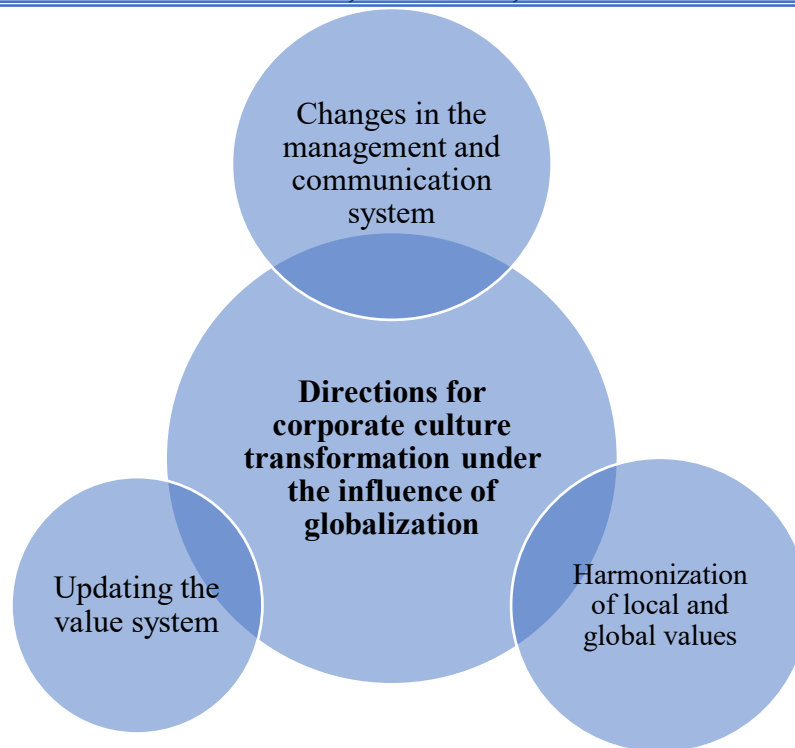 Changes in the
management and
communication
system
Directions for
corporate culture
transformation under
the influence of
globalization
Updating the
value system
Harmonization
of local and
global values